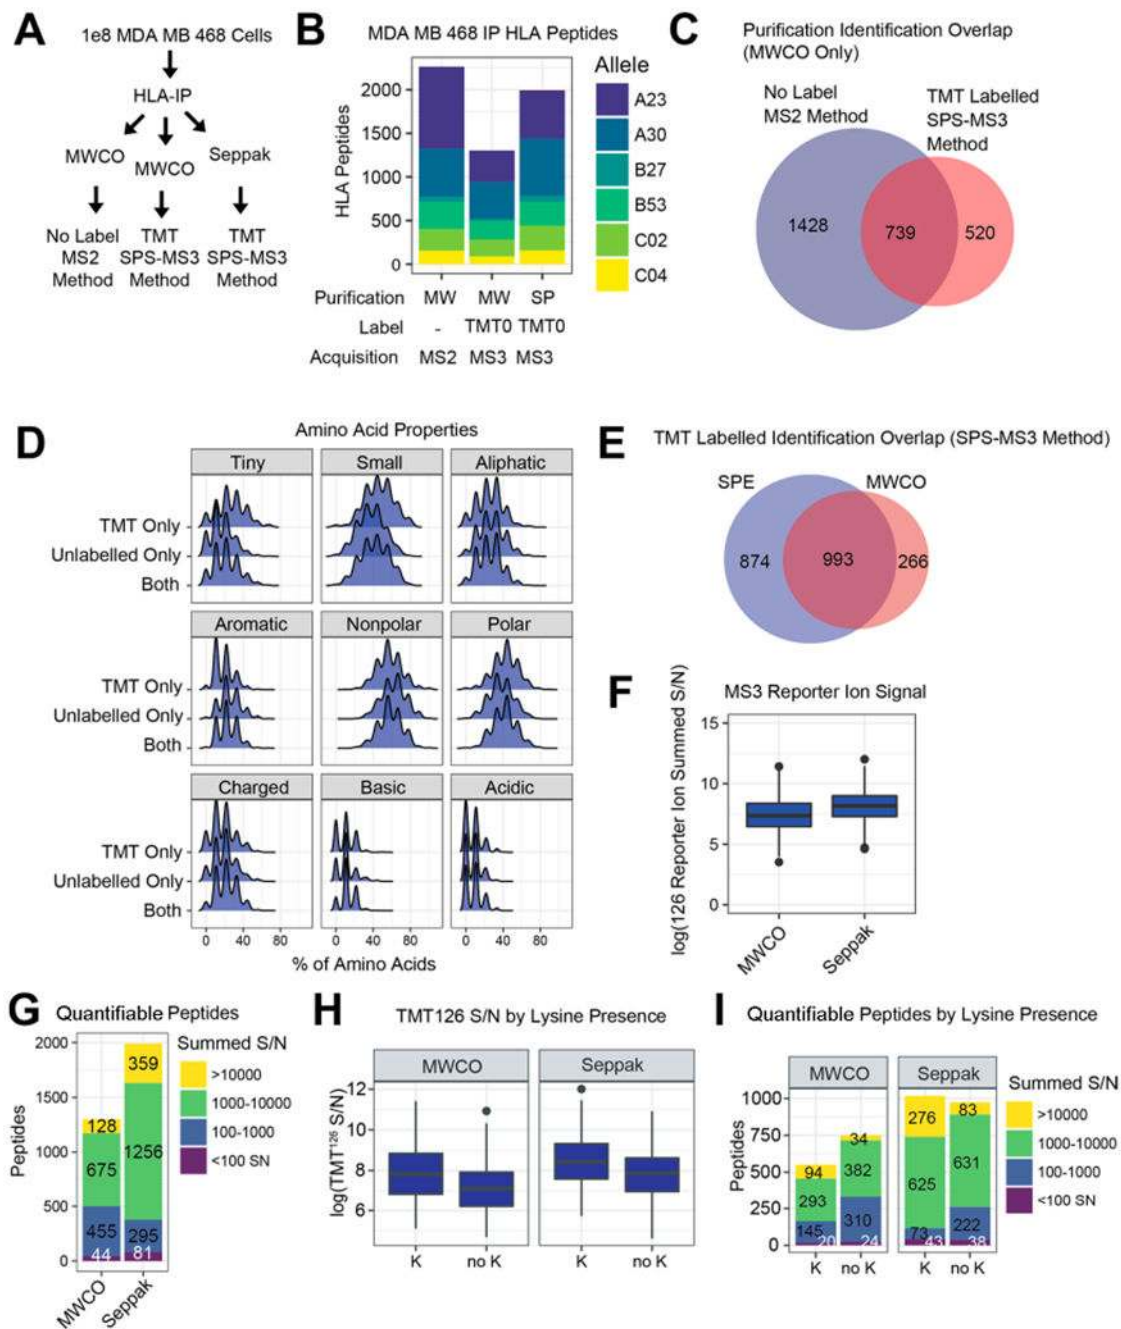 A
1e8 MDA MB 468 Cells
HLA-IP
MWCO
MWCO
Seppak
No Label
MS2
Method
TMT
SPS-MS3
Method
TMT
SPS-MS3
Method
B
MDA MB 468 IP HLA Peptides
HLA Peptides
2000
1500
1000
500
0
Purification MW MW SP
Label - TMT0 TMT0
Acquisition MS2 MS3 MS3
Allele
A23
A30
B27
B53
C02
C04
C
Purification Identification Overlap
(MWCO Only)
No Label
MS2 Method
TMT Labelled
SPS-MS3
Method
1428
739
520
D
Amino Acid Properties
Tiny Small Aliphatic
TMT Only
Unlabelled Only
Both
Aromatic Nonpolar Polar
TMT Only
Unlabelled Only
Both
Charged Basic Acidic
TMT Only
Unlabelled Only
Both
0 40 80 0 40 80 0 40 80
% of Amino Acids
E
TMT Labelled Identification Overlap (SPS-MS3 Method)
SPE
MWCO
874
993
266
F
MS3 Reporter Ion Signal
log(126 Reporter Ion Summed S/N)
15
10
5
0
MWCO
Seppak
G
Quantifiable Peptides
Peptides
2000
1500
1000
500
0
128
675
455
44
359
1256
295
81
MWCO
Seppak
Summed S/N
>10000
1000-10000
100-1000
<100 SN
H
TMT126 S/N by Lysine Presence
MWCO Seppak
log(TMT126 S/N)
12
10
8
6
K no K K no K
I
Quantifiable Peptides by Lysine Presence
MWCO Seppak
Peptides
1000
750
500
250
0
94
293
145
20
34
382
310
24
276
625
73
43
83
631
222
38
K no K K no K
Summed S/N
>10000
1000-10000
100-1000
<100 SN